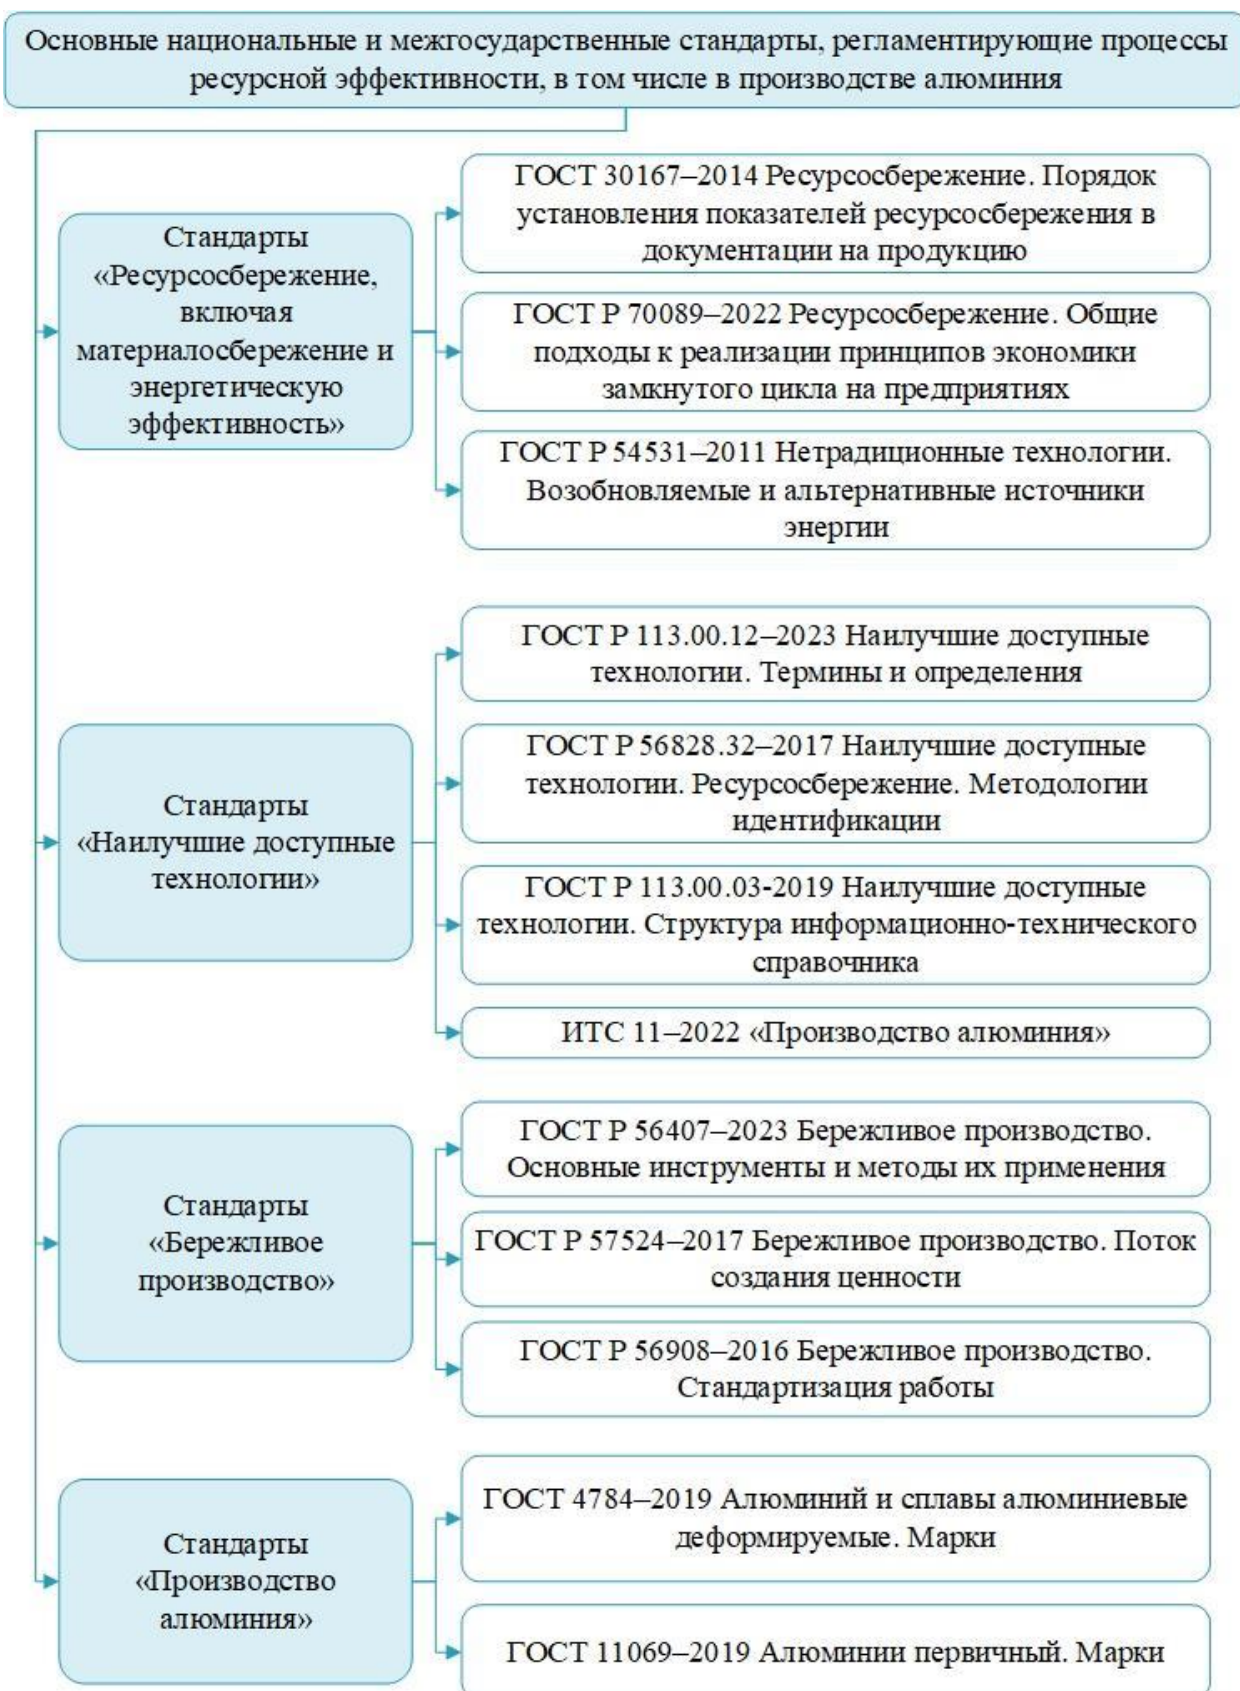 Основные национальные и межгосударственные стандарты, регламентирующие процессы
ресурсной эффективности, в том числе в производстве алюминия
Стандарты
«Ресурсосбережение,
включая
материалосбережение и
энергетическую
эффективность»
ГОСТ 30167–2014 Ресурсосбережение. Порядок
установления показателей ресурсосбережения в
документации на продукцию
ГОСТ Р 70089–2022 Ресурсосбережение. Общие
подходы к реализации принципов экономики
замкнутого цикла на предприятиях
ГОСТ Р 54531–2011 Нетрадиционные технологии.
Возобновляемые и альтернативные источники
энергии
Стандарты
«Наилучшие доступные
технологии»
ГОСТ Р 113.00.12–2023 Наилучшие доступные
технологии. Термины и определения
ГОСТ Р 56828.32–2017 Наилучшие доступные
технологии. Ресурсосбережение. Методологии
идентификации
ГОСТ Р 113.00.03-2019 Наилучшие доступные
технологии. Структура информационно-технического
справочника
ИТС 11–2022 «Производство алюминия»
Стандарты
«Бережливое
производство»
ГОСТ Р 56407–2023 Бережливое производство.
Основные инструменты и методы их применения
ГОСТ Р 57524–2017 Бережливое производство. Поток
создания ценности
ГОСТ Р 56908–2016 Бережливое производство.
Стандартизация работы
Стандарты
«Производство
алюминия»
ГОСТ 4784–2019 Алюминий и сплавы алюминиевые
деформируемые. Марки
ГОСТ 11069–2019 Алюминии первичный. Марки